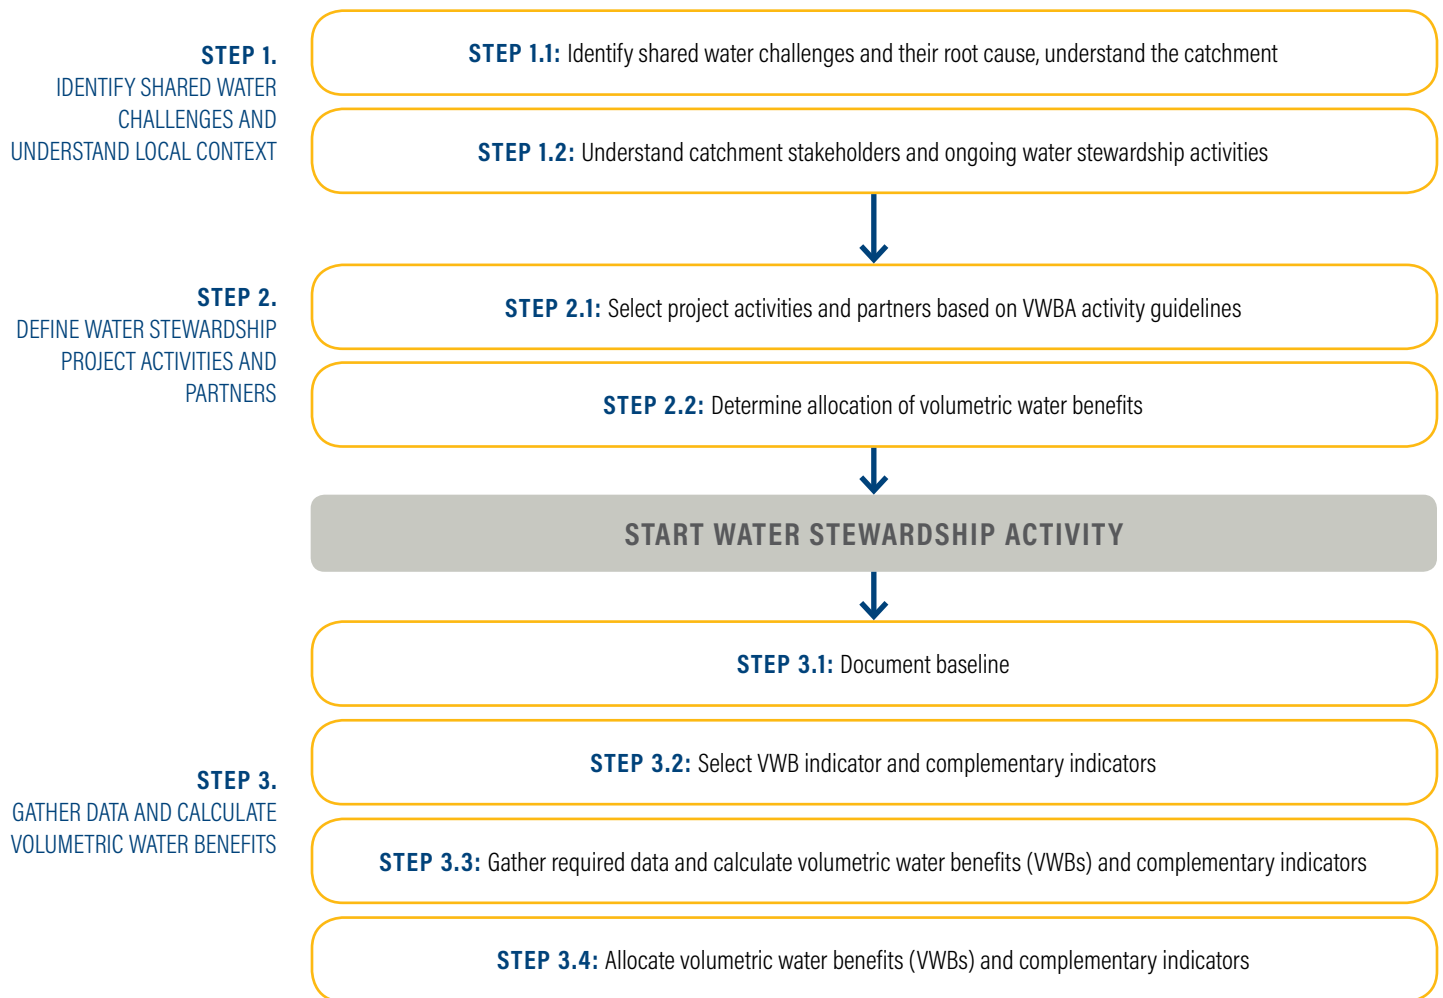 STEP 1.
IDENTIFY SHARED WATER
CHALLENGES AND
UNDERSTAND LOCAL CONTEXT
STEP 1.1: Identify shared water challenges and their root cause, understand the catchment
STEP 1.2: Understand catchment stakeholders and ongoing water stewardship activities
STEP 2.
DEFINE WATER STEWARDSHIP
PROJECT ACTIVITIES AND
PARTNERS
STEP 2.1: Select project activities and partners based on VWBA activity guidelines
STEP 2.2: Determine allocation of volumetric water benefits
START WATER STEWARDSHIP ACTIVITY
STEP 3.
GATHER DATA AND CALCULATE
VOLUMETRIC WATER BENEFITS
STEP 3.1: Document baseline
STEP 3.2: Select VWB indicator and complementary indicators
STEP 3.3: Gather required data and calculate volumetric water benefits (VWBs) and complementary indicators
STEP 3.4: Allocate volumetric water benefits (VWBs) and complementary indicators